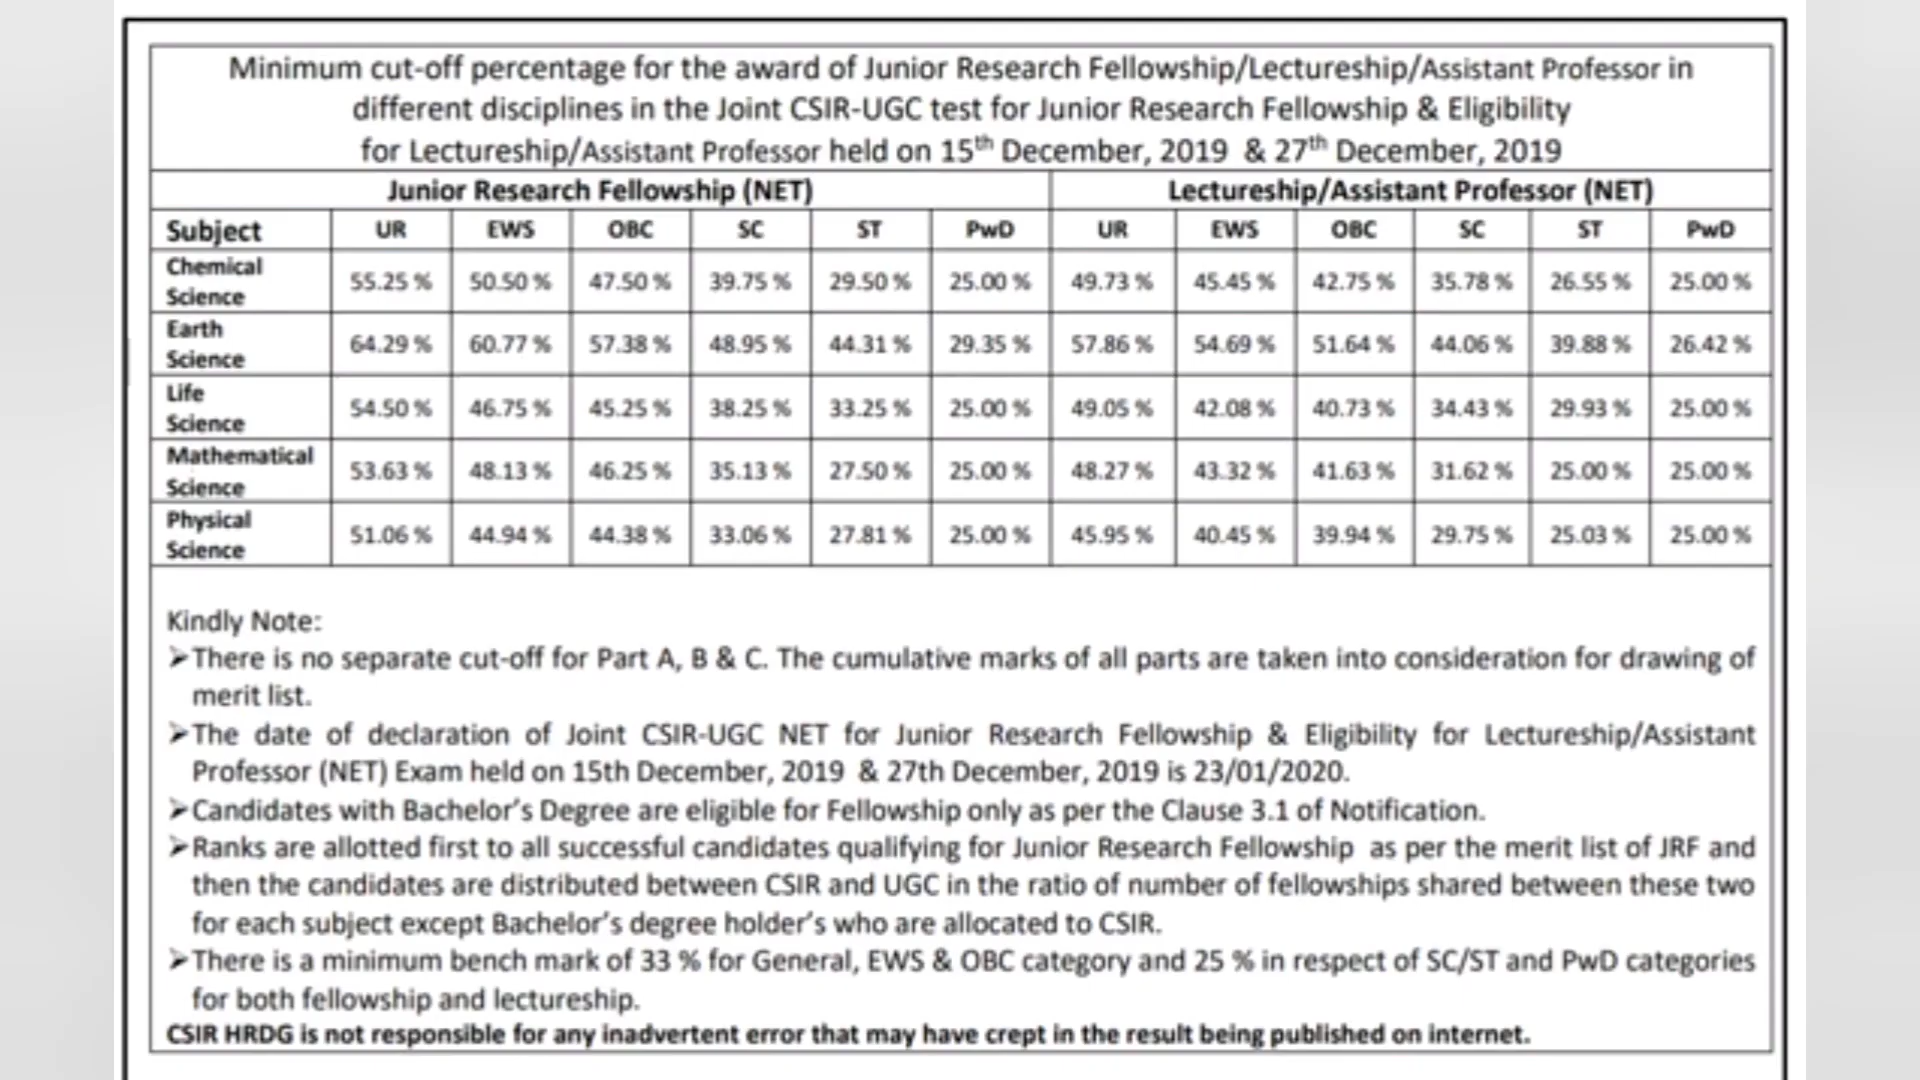 Minimum cut-off percentage for the award of Junior Research Fellowship/Lectureship/Assistant Professor in
different disciplines in the Joint CSIR-UGC test for Junior Research Fellowship & Eligibility
for Lectureship/Assistant Professor held on 15th December, 2019 & 27th December, 2019
Junior Research Fellowship (NET) Lectureship/Assistant Professor (NET)
Subject UR EWS OBC SC ST PwD UR EWS OBC SC ST PwD
Chemical
Science 55.25 % 50.50 % 47.50 % 39.75 % 29.50 % 25.00 % 49.73 % 45.45 % 42.75 % 35.78 % 26.55 % 25.00 %
Earth
Science 64.29 % 60.77 % 57.38 % 48.95 % 44.31 % 29.35 % 57.86 % 54.69 % 51.64 % 44.06 % 39.88 % 26.42 %
Life
Science 54.50 % 46.75 % 45.25 % 38.25 % 33.25 % 25.00 % 49.05 % 42.08 % 40.73 % 34.43 % 29.93 % 25.00 %
Mathematical
Science 53.63 % 48.13 % 46.25 % 35.13 % 27.50 % 25.00 % 48.27 % 43.32 % 41.63 % 31.62 % 25.00 % 25.00 %
Physical
Science 51.06 % 44.94 % 44.38 % 33.06 % 27.81 % 25.00 % 45.95 % 40.45 % 39.94 % 29.75 % 25.03 % 25.00 %
Kindly Note:
➢There is no separate cut-off for Part A, B & C. The cumulative marks of all parts are taken into consideration for drawing of
merit list.
➢The date of declaration of Joint CSIR-UGC NET for Junior Research Fellowship & Eligibility for Lectureship/Assistant
Professor (NET) Exam held on 15th December, 2019 & 27th December, 2019 is 23/01/2020.
➢Candidates with Bachelor's Degree are eligible for Fellowship only as per the Clause 3.1 of Notification.
➢Ranks are allotted first to all successful candidates qualifying for Junior Research Fellowship as per the merit list of JRF and
then the candidates are distributed between CSIR and UGC in the ratio of number of fellowships shared between these two
for each subject except Bachelor's degree holder's who are allocated to CSIR.
➢There is a minimum bench mark of 33 % for General, EWS & OBC category and 25 % in respect of SC/ST and PwD categories
for both fellowship and lectureship.
CSIR HRDG is not responsible for any inadvertent error that may have crept in the result being published on internet.